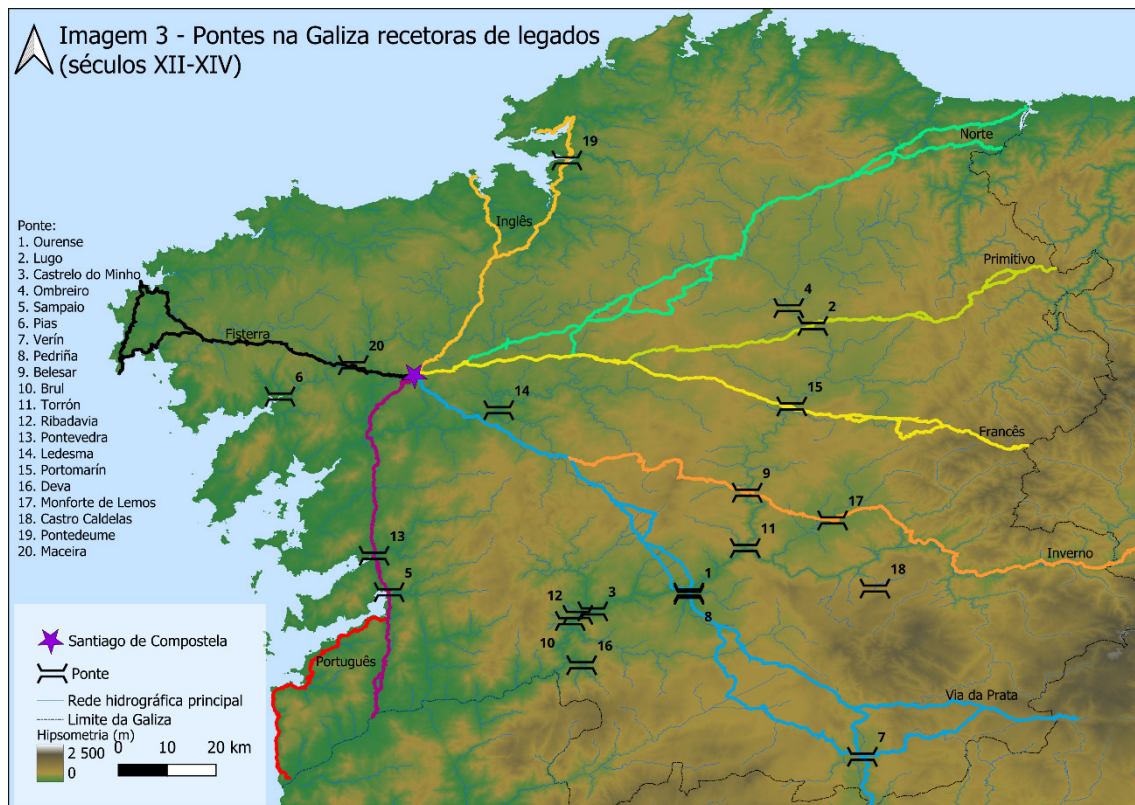 Imagem 3 - Pontes na Galiza recetoras de legados
(séculos XII-XIV)
19
Norte
Inglês
Ponte:
1. Ourense
2. Lugo
3. Castrelo do Minho
4. Ombreiro
5. Sampaio
6. Pias
7. Verín
8. Pedriña
9. Belesar
10. Brul
11. Torrón
12. Ribadavia
13. Pontevedra
14. Ledesma
15. Portomarín
16. Deva
17. Monforte de Lemos
18. Castro Caldelas
19. Pontedeume
20. Maceira
Primitivo
4
2
Fisterra
20
6
14
15
Francês
9
17
13
11
Inverno
5
1
18
12
3
8
10
16
Português
Via da Prata
7
Santiago de Compostela
Ponte
Rede hidrográfica principal
Limite da Galiza
Hipsometria (m)
2 500
0
0 10 20 km